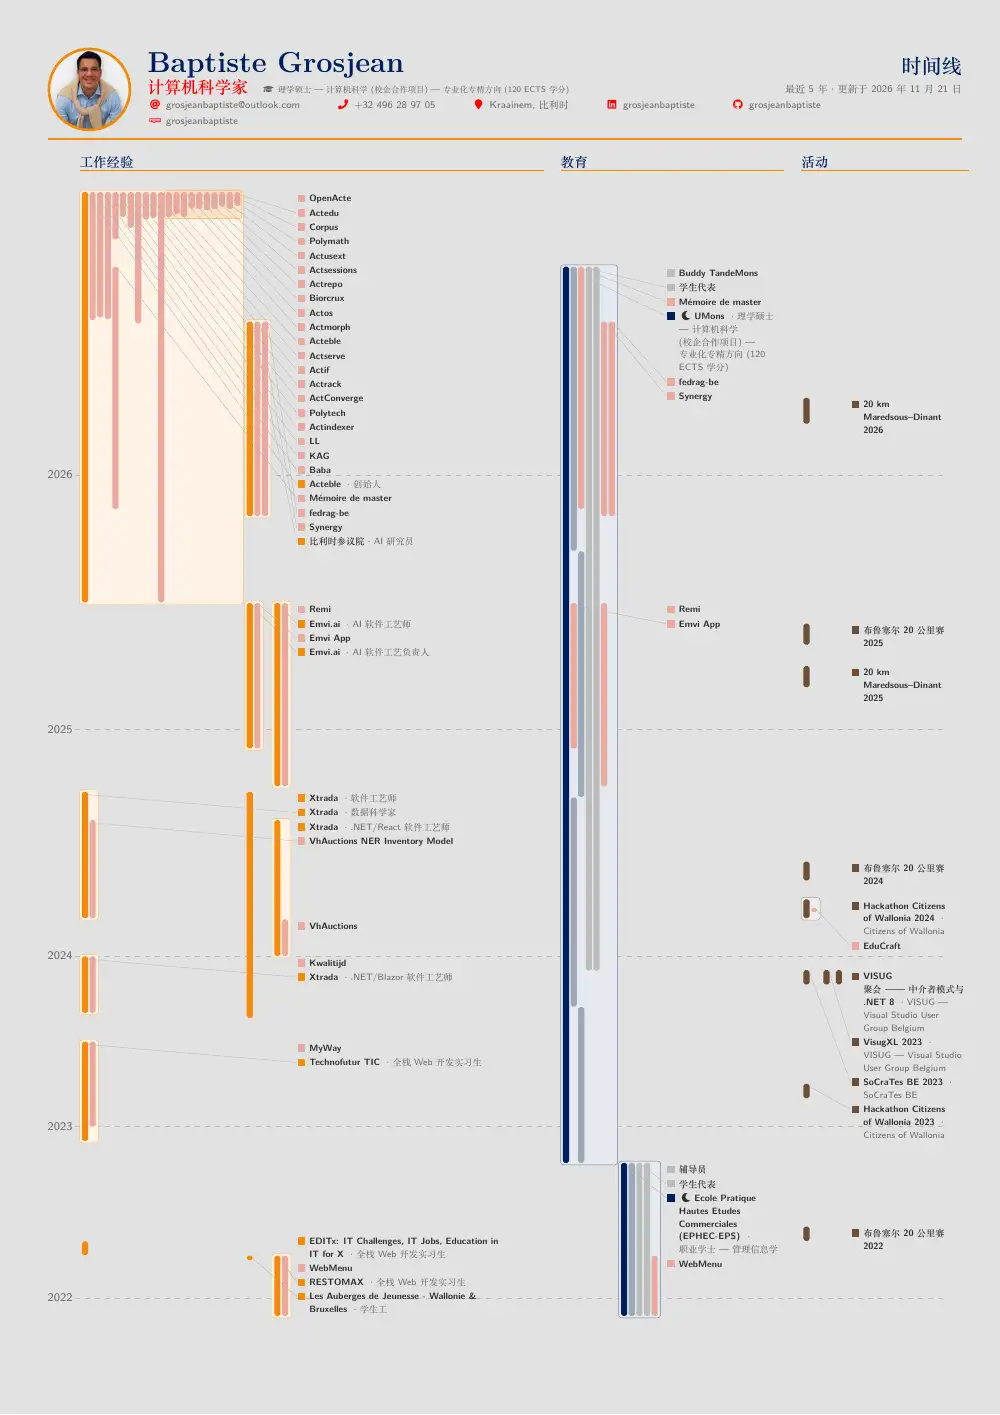 Baptiste Grosjean
时间线
计算机科学家
理学硕士 — 计算机科学 (校企合作项目) — 专业化专精方向 (120 ECTS 学分)
最近 5 年 · 更新于 2026 年 11 月 21 日
grosjeanbaptiste@outlook.com
+32 496 28 97 05
Kraainem, 比利时
grosjeanbaptiste
grosjeanbaptiste
grosjeanbaptiste
工作经验
OpenActe
Actedu
Corpus
Polymath
Actusext
Actsessions
Actrepo
Biorcrux
Actos
Actmorph
Acteble
Actserve
Actif
Actrack
ActConverge
Polytech
Actindexer
LL
KAG
Baba
2026
Acteble · 创始人
Mémoire de master
fedrag-be
Synergy
比利时参议院 · AI 研究员
Remi
Emvi.ai · AI 软件工艺师
Emvi App
Emvi.ai · AI 软件工艺负责人
2025
Xtrada · 软件工艺师
Xtrada · 数据科学家
Xtrada · .NET/React 软件工艺师
VhAuctions NER Inventory Model
VhAuctions
2024
Kwalitijd
Xtrada · .NET/Blazor 软件工艺师
MyWay
Technofutur TIC · 全栈 Web 开发实习生
2023
EDITx: IT Challenges, IT Jobs, Education in
IT for X · 全栈 Web 开发实习生
WebMenu
RESTOMAX · 全栈 Web 开发实习生
2022
Les Auberges de Jeunesse - Wallonie &
Bruxelles · 学生工
教育
Buddy TandeMons
学生代表
Mémoire de master
UMons · 理学硕士
— 计算机科学
(校企合作项目) —
专业化专精方向 (120
ECTS 学分)
fedrag-be
Synergy
Remi
Emvi App
辅导员
学生代表
Ecole Pratique
Hautes Etudes
Commerciales
(EPHEC-EPS) ·
职业学士 — 管理信息学
WebMenu
活动
20 km
Maredsous–Dinant
2026
布鲁塞尔 20 公里赛
2025
20 km
Maredsous–Dinant
2025
布鲁塞尔 20 公里赛
2024
Hackathon Citizens
of Wallonia 2024 ·
Citizens of Wallonia
EduCraft
VISUG
聚会 —— 中介者模式与
.NET 8 · VISUG —
Visual Studio User
Group Belgium
VisugXL 2023 ·
VISUG — Visual Studio
User Group Belgium
SoCraTes BE 2023 ·
SoCraTes BE
Hackathon Citizens
of Wallonia 2023 ·
Citizens of Wallonia
布鲁塞尔 20 公里赛
2022